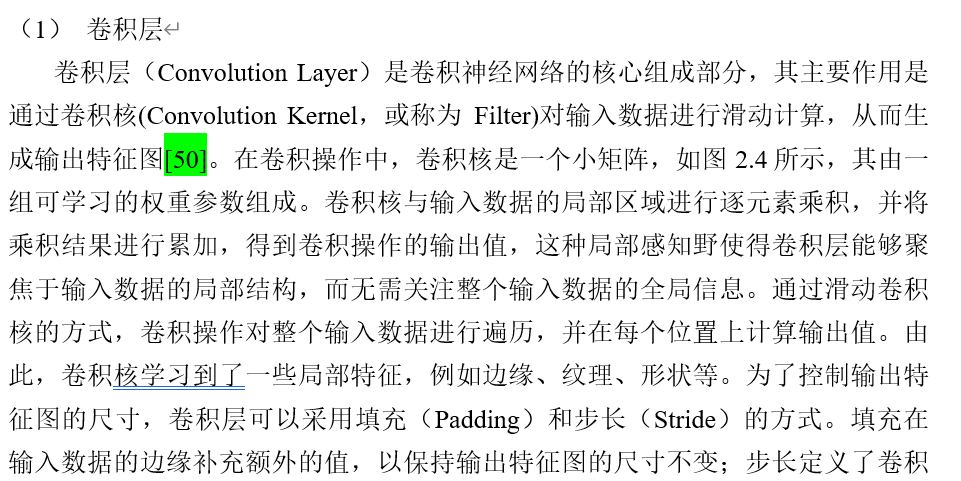 （1） 卷积层
卷积层（Convolution Layer）是卷积神经网络的核心组成部分，其主要作用是
通过卷积核(Convolution Kernel，或称为 Filter)对输入数据进行滑动计算，从而生
成输出特征图[50]。在卷积操作中，卷积核是一个小矩阵，如图 2.4 所示，其由一
组可学习的权重参数组成。卷积核与输入数据的局部区域进行逐元素乘积，并将
乘积结果进行累加，得到卷积操作的输出值，这种局部感知野使得卷积层能够聚
焦于输入数据的局部结构，而无需关注整个输入数据的全局信息。通过滑动卷积
核的方式，卷积操作对整个输入数据进行遍历，并在每个位置上计算输出值。由
此，卷积核学习到了一些局部特征，例如边缘、纹理、形状等。为了控制输出特
征图的尺寸，卷积层可以采用填充（Padding）和步长（Stride）的方式。填充在
输入数据的边缘补充额外的值，以保持输出特征图的尺寸不变；步长定义了卷积